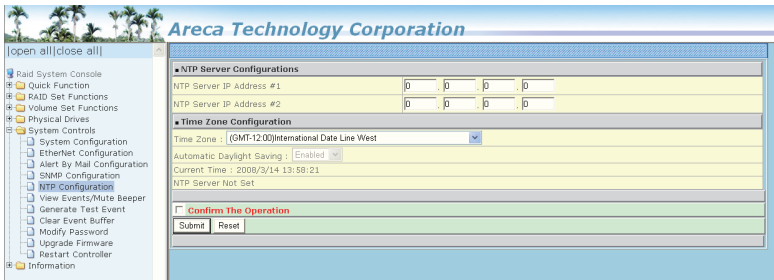 Areca Technology Corporation
|open all|close all|
Raid System Console
Quick Function
RAID Set Functions
Volume Set Functions
Physical Drives
System Controls
System Configuration
EtherNet Configuration
Alert By Mail Configuration
SNMP Configuration
NTP Configuration
View Events/Mute Beeper
Generate Test Event
Clear Event Buffer
Modify Password
Upgrade Firmware
Restart Controller
Information
▪ NTP Server Configurations
NTP Server IP Address #1 0 . 0 . 0 . 0
NTP Server IP Address #2 0 . 0 . 0 . 0
▪ Time Zone Configuration
Time Zone : (GMT-12:00)International Date Line West
Automatic Daylight Saving : Enabled
Current Time : 2008/3/14 13:58:21
NTP Server Not Set
Confirm The Operation
Submit Reset